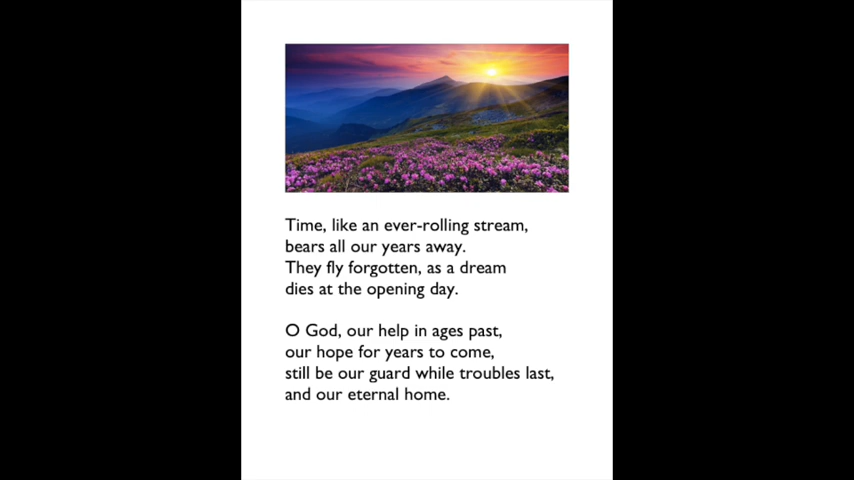 Time, like an ever-rolling stream,
bears all our years away.
They fly forgotten, as a dream
dies at the opening day.
O God, our help in ages past,
our hope for years to come,
still be our guard while troubles last,
and our eternal home.